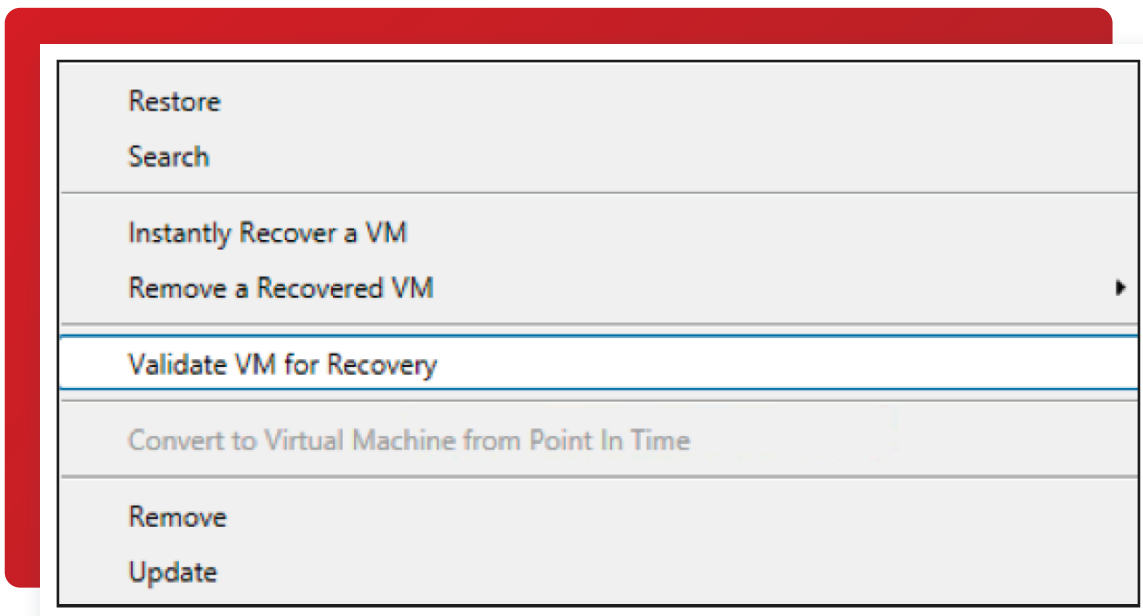 Restore
Search
Instantly Recover a VM
Remove a Recovered VM
Validate VM for Recovery
Convert to Virtual Machine from Point In Time
Remove
Update